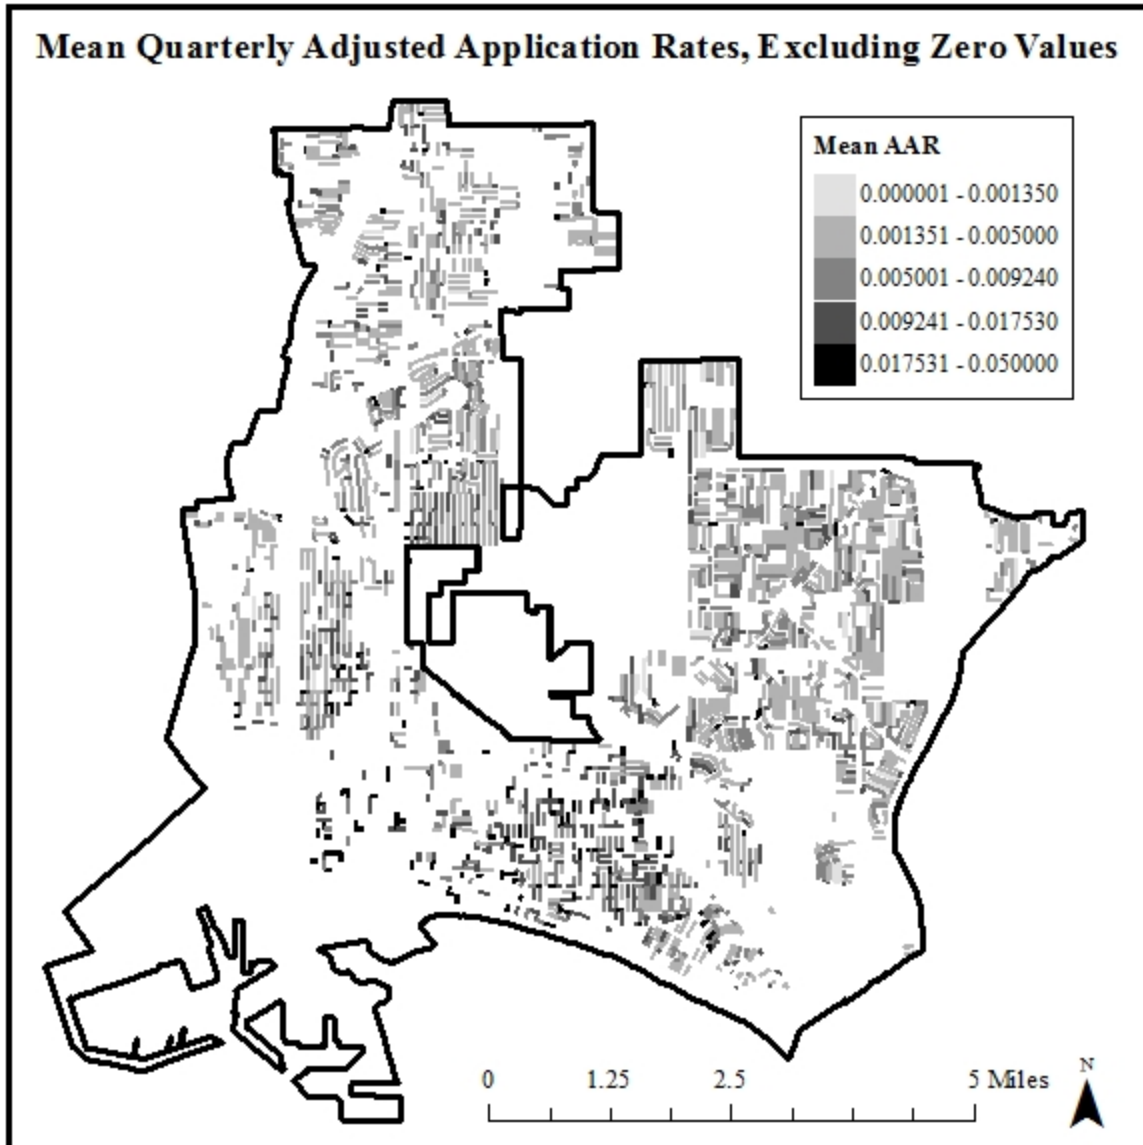 Mean Quarterly Adjusted Application Rates, Excluding Zero Values
Mean AAR
0.000001 - 0.001350
0.001351 - 0.005000
0.005001 - 0.009240
0.009241 - 0.017530
0.017531 - 0.050000
0 1.25 2.5 5 Miles
N